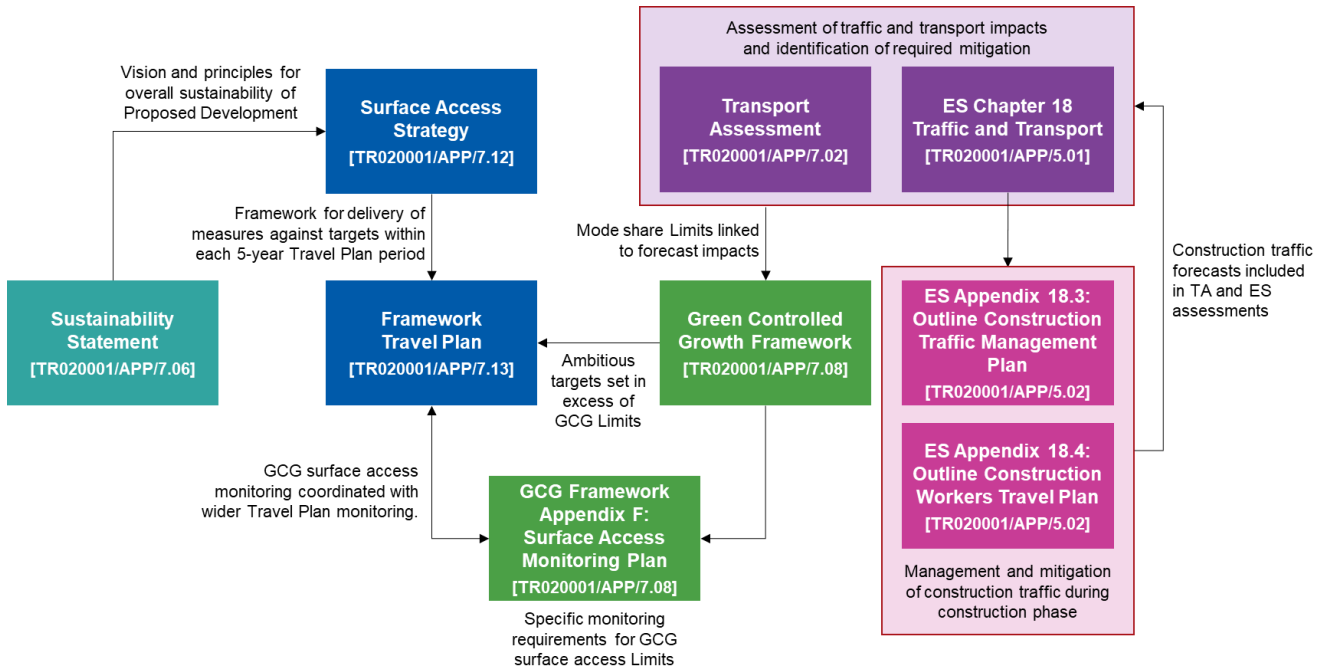 Assessment of traffic and transport impacts
and identification of required mitigation
Vision and principles for
overall sustainability of
Proposed Development
Surface Access
Strategy
[TR020001/APP/7.12]
Transport
Assessment
[TR020001/APP/7.02]
ES Chapter 18
Traffic and Transport
[TR020001/APP/5.01]
Framework for delivery of
measures against targets within
each 5-year Travel Plan period
Mode share Limits linked
to forecast impacts
Construction traffic
forecasts included
in TA and ES
assessments
Sustainability
Statement
[TR020001/APP/7.06]
Framework
Travel Plan
[TR020001/APP/7.13]
Ambitious
targets set in
excess of
GCG Limits
Green Controlled
Growth Framework
[TR020001/APP/7.08]
ES Appendix 18.3:
Outline Construction
Traffic Management
Plan
[TR020001/APP/5.02]
ES Appendix 18.4:
Outline Construction
Workers Travel Plan
[TR020001/APP/5.02]
GCG surface access
monitoring coordinated with
wider Travel Plan monitoring.
GCG Framework
Appendix F:
Surface Access
Monitoring Plan
[TR020001/APP/7.08]
Specific monitoring
requirements for GCG
surface access Limits
Management and mitigation
of construction traffic during
construction phase